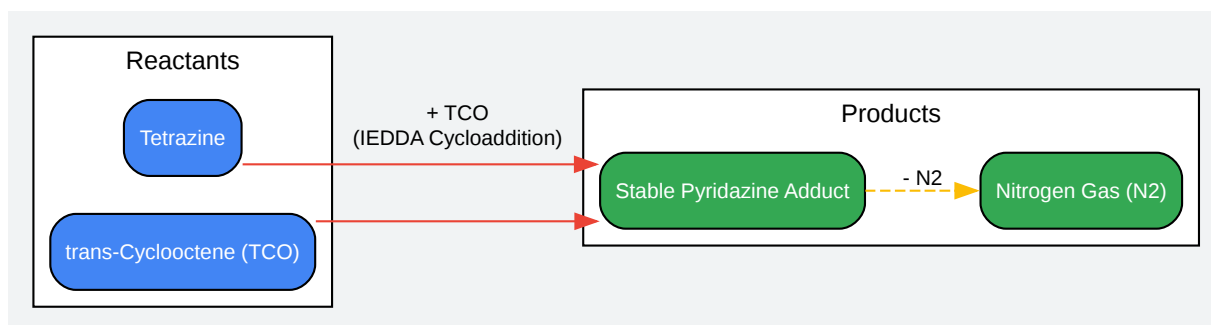 Reactants
Tetrazine
trans-Cyclooctene (TCO)
+ TCO
(IEDDA Cycloaddition)
Products
Stable Pyridazine Adduct
- N2
Nitrogen Gas (N2)